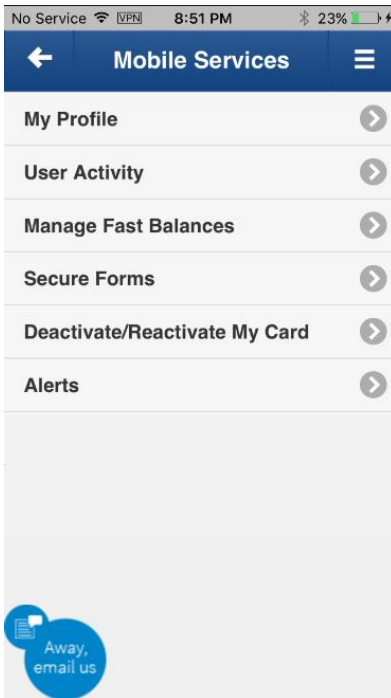 No Service VPN 8:51 PM 23%
Mobile Services
My Profile
User Activity
Manage Fast Balances
Secure Forms
Deactivate/Reactivate My Card
Alerts
Away,
email us